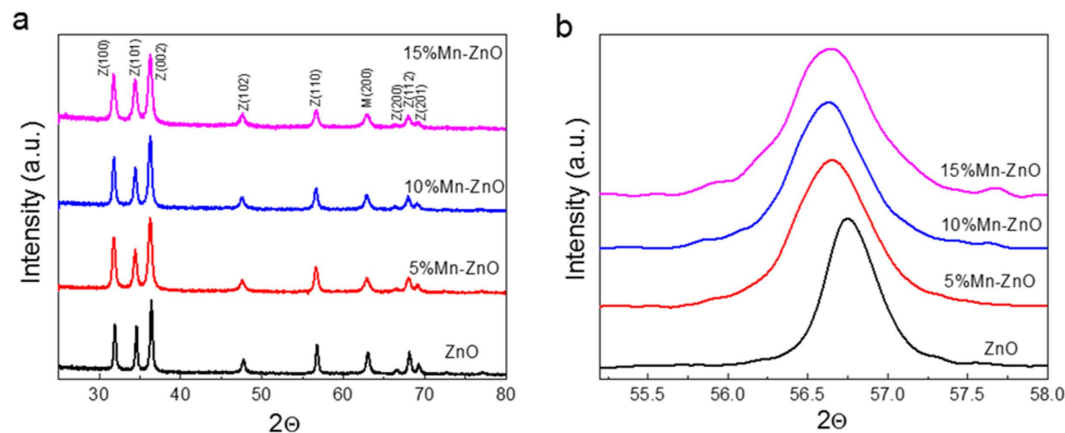 a
Z(100)
Z(101)
Z(002)
Z(102)
Z(110)
M(200)
Z(200)
Z(112)
Z(201)
15%Mn-ZnO
10%Mn-ZnO
5%Mn-ZnO
ZnO
Intensity (a.u.)
30 40 50 60 70 80
2Θ
b
15%Mn-ZnO
10%Mn-ZnO
5%Mn-ZnO
ZnO
Intensity (a.u.)
55.5 56.0 56.5 57.0 57.5 58.0
2Θ